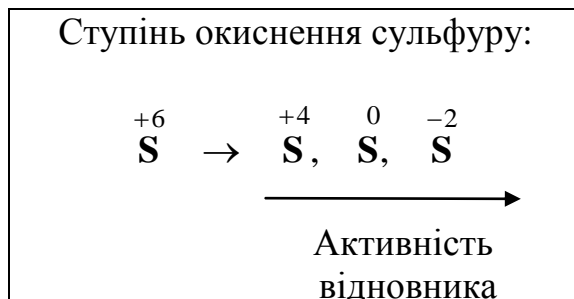 Ступінь окиснення сульфуру:
+6 +4 0 −2
S → S, S, S
Активність
відновника